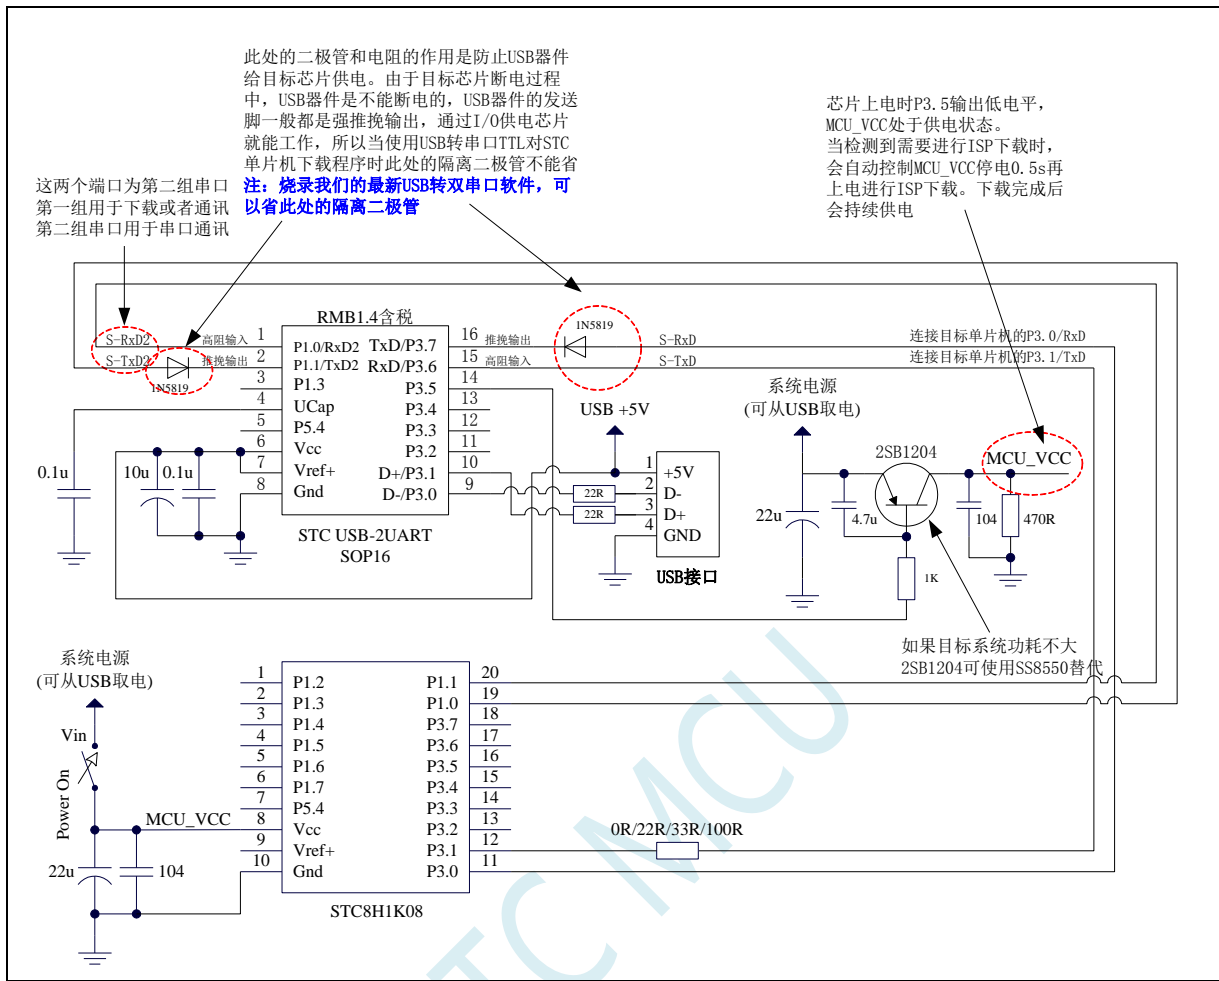 此处的二极管和电阻的作用是防止USB器件
给目标芯片供电。由于目标芯片断电过程
中，USB器件是不能断电的，USB器件的发送
脚一般都是强推挽输出，通过I/O供电芯片
就能工作，所以当使用USB转串口TTL对STC
单片机下载程序时此处的隔离二极管不能省
注：烧录我们的最新USB转双串口软件，可
以省此处的隔离二极管
芯片上电时P3.5输出低电平，
MCU_VCC处于供电状态。
当检测到需要进行ISP下载时，
会自动控制MCU_VCC停电0.5s再
上电进行ISP下载。下载完成后
会持续供电
这两个端口为第二组串口
第一组用于下载或者通讯
第二组串口用于串口通讯
RMB1.4含税
S-RxD2
高阻输入
1
P1.0/RxD2
TxD/P3.7
16
推挽输出
1N5819
S-RxD
连接目标单片机的P3.0/RxD
S-TxD2
推挽输出
1N5819
2
P1.1/TxD2
RxD/P3.6
15
高阻输入
S-TxD
连接目标单片机的P3.1/TxD
3
P1.3
P3.5
14
4
UCap
P3.4
13
5
P5.4
P3.3
12
6
Vcc
P3.2
11
7
Vref+
D+/P3.1
10
8
Gnd
D-/P3.0
9
STC USB-2UART
SOP16
0.1u
10u
0.1u
USB +5V
22R
22R
1
+5V
2
D-
3
D+
4
GND
USB接口
系统电源
(可从USB取电)
2SB1204
MCU_VCC
22u
4.7u
104
470R
1K
如果目标系统功耗不大
2SB1204可使用SS8550替代
系统电源
(可从USB取电)
Vin
Power On
MCU_VCC
22u
104
1
P1.2
P1.1
20
2
P1.3
P1.0
19
3
P1.4
P3.7
18
4
P1.5
P3.6
17
5
P1.6
P3.5
16
6
P1.7
P3.4
15
7
P5.4
P3.3
14
8
Vcc
P3.2
13
9
Vref+
P3.1
12
10
Gnd
P3.0
11
0R/22R/33R/100R
STC8H1K08
STC MCU